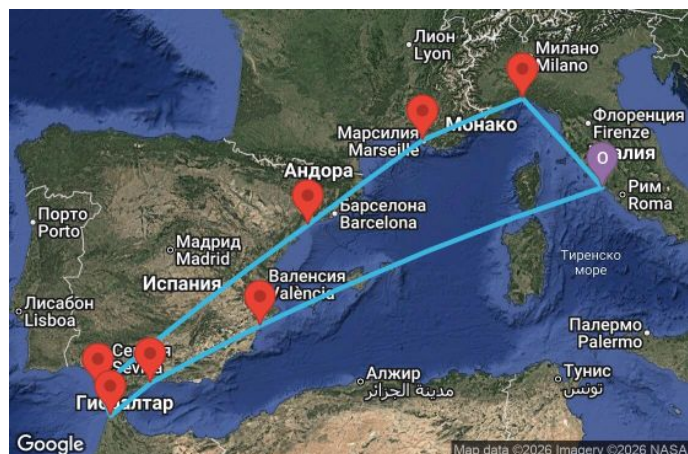 Лион
Lyon
Милано
Milano
Марсилия
Marseille
Монако
Флоренция
Firenze
О
Рим
Roma
Андора
Барселона
Barcelona
Порто
Porto
Мадрид
Madrid
Испания
Валенсия
València
Тиренско
море
Лисабон
Lisboa
Палермо
Palermo
Гибралтар
Алжир
مدينة الجزائر
Тунис
تونس
Google
Map data ©2026 Imagery ©2026 NASA